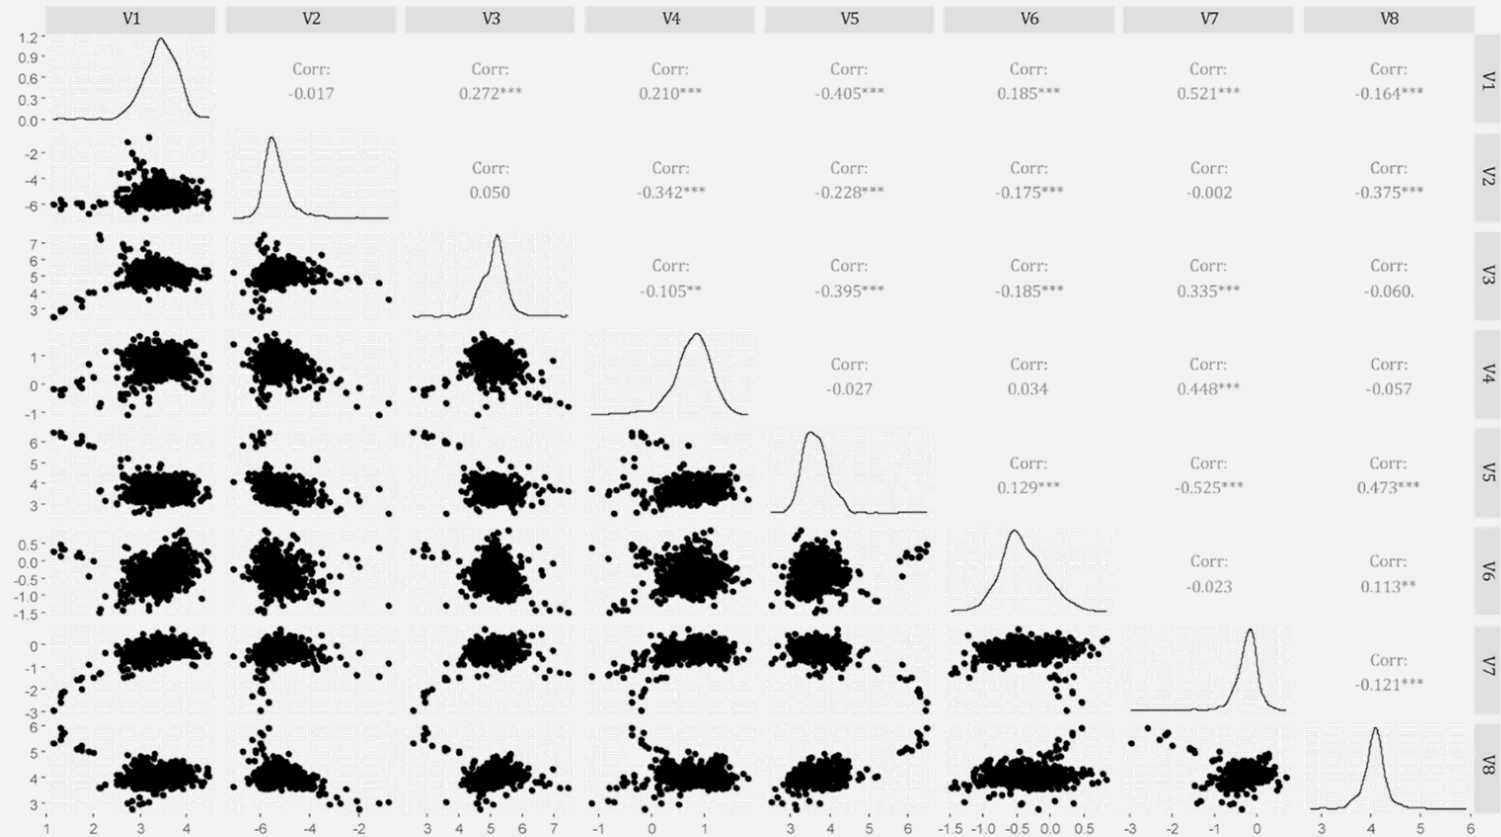 V1 V2 V3 V4 V5 V6 V7 V8
1.2
0.9
0.6
0.3
0.0
Corr: Corr: Corr: Corr: Corr: Corr: Corr:
-0.017 0.272*** 0.210*** -0.405*** 0.185*** 0.521*** -0.164***
V1
-2
-4
-6
Corr: Corr: Corr: Corr: Corr: Corr:
0.050 -0.342*** -0.228*** -0.175*** -0.002 -0.375***
V2
7
6
5
4
3
Corr: Corr: Corr: Corr: Corr:
-0.105** -0.395*** -0.185*** 0.335*** -0.060.
V3
1
0
-1
Corr: Corr: Corr: Corr:
-0.027 0.034 0.448*** -0.057
V4
6
5
4
3
Corr: Corr: Corr:
0.129*** -0.525*** 0.473***
V5
0.5
0.0
-0.5
-1.0
-1.5
Corr: Corr:
-0.023 0.113**
V6
0
-1
-2
-3
Corr:
-0.121***
V7
6
5
4
3
V8
1 2 3 4 -6 -4 -2 3 4 5 6 7 -1 0 1 3 4 5 6 -1.5 -1.0 -0.5 0.0 0.5 -3 -2 -1 0 3 4 5 6